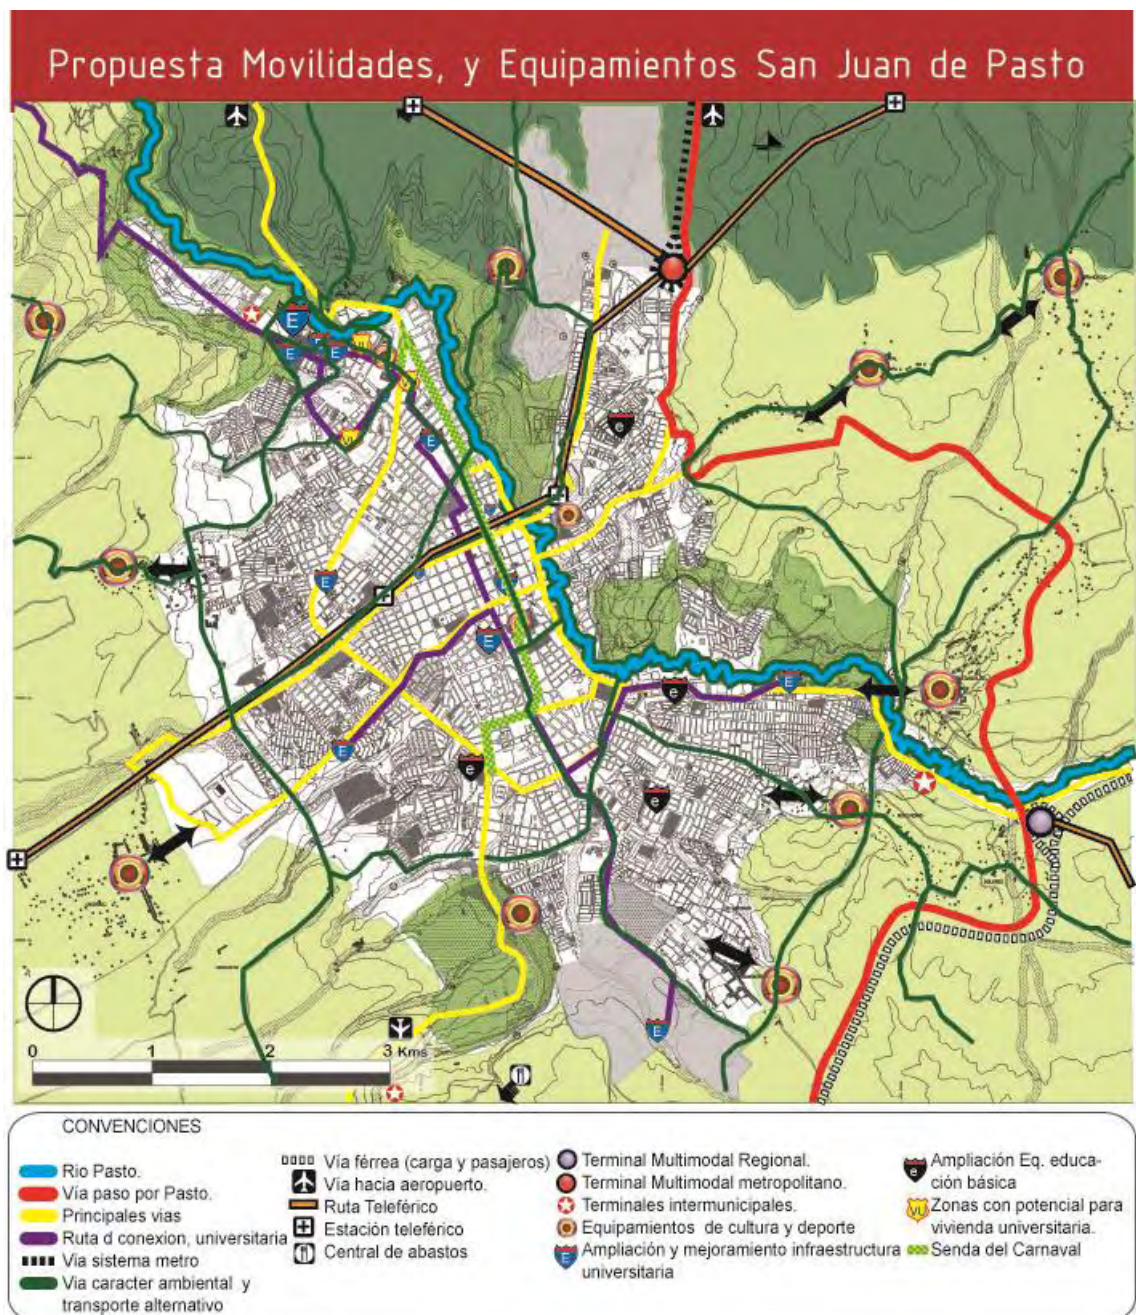 Propuesta Movilidades, y Equipamientos San Juan de Pasto
E
E
E
VU
VU
E
e
E
E
E
e
E
E
e
e
E
0 1 2 3 Kms
CONVENCIONES
Rio Pasto.
Vía paso por Pasto.
Principales vias
Ruta d conexion, universitaria
Via sistema metro
Via caracter ambiental y
transporte alternativo
Vía férrea (carga y pasajeros)
Vía hacia aeropuerto.
Ruta Teleférico
Estación teleférico
Central de abastos
Terminal Multimodal Regional.
Terminal Multimodal metropolitano.
Terminales intermunicipales.
Equipamientos de cultura y deporte
E
Ampliación y mejoramiento infraestructura
universitaria
e
Ampliación Eq. educa-
ción básica
VU
Zonas con potencial para
vivienda universitaria.
Senda del Carnaval